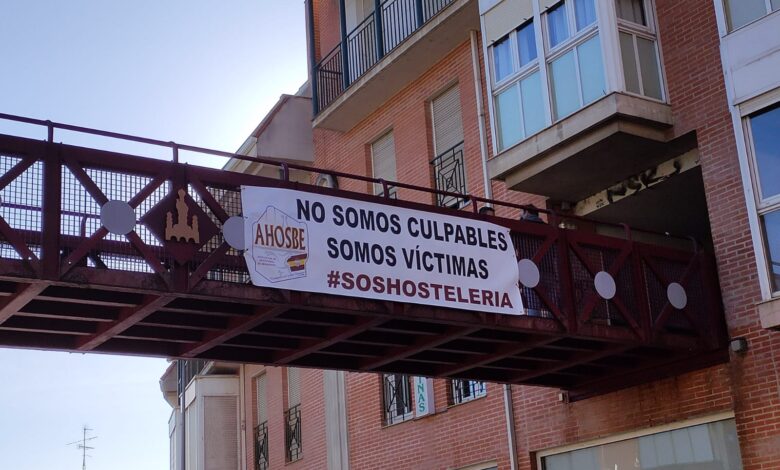 AHOSBE
NO SOMOS CULPABLES
SOMOS VÍCTIMAS
#SOSHOSTELERIA